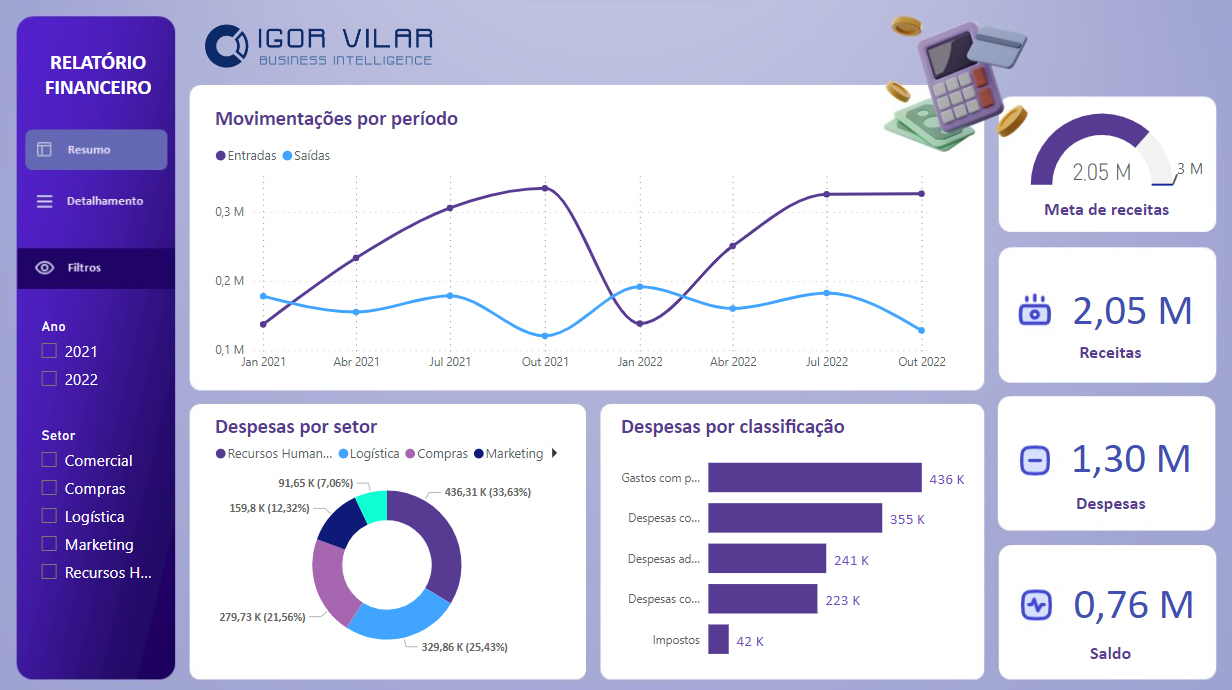 RELATÓRIO
FINANCEIRO
Resumo
Detalhamento
Filtros
Ano
2021
2022
Setor
Comercial
Compras
Logística
Marketing
Recursos H...
IGOR VILAR
BUSINESS INTELLIGENCE
Movimentações por período
Entradas Saídas
0,3 M
0,2 M
0,1 M
Jan 2021 Abr 2021 Jul 2021 Out 2021 Jan 2022 Abr 2022 Jul 2022 Out 2022
2.05 M
3 M
Meta de receitas
2,05 M
Receitas
1,30 M
Despesas
0,76 M
Saldo
Despesas por setor
Recursos Human... Logística Compras Marketing
91,65 K (7,06%)
436,31 K (33,63%)
159,8 K (12,32%)
279,73 K (21,56%)
329,86 K (25,43%)
Despesas por classificação
Gastos com p... 436 K
Despesas co... 355 K
Despesas ad... 241 K
Despesas co... 223 K
Impostos 42 K